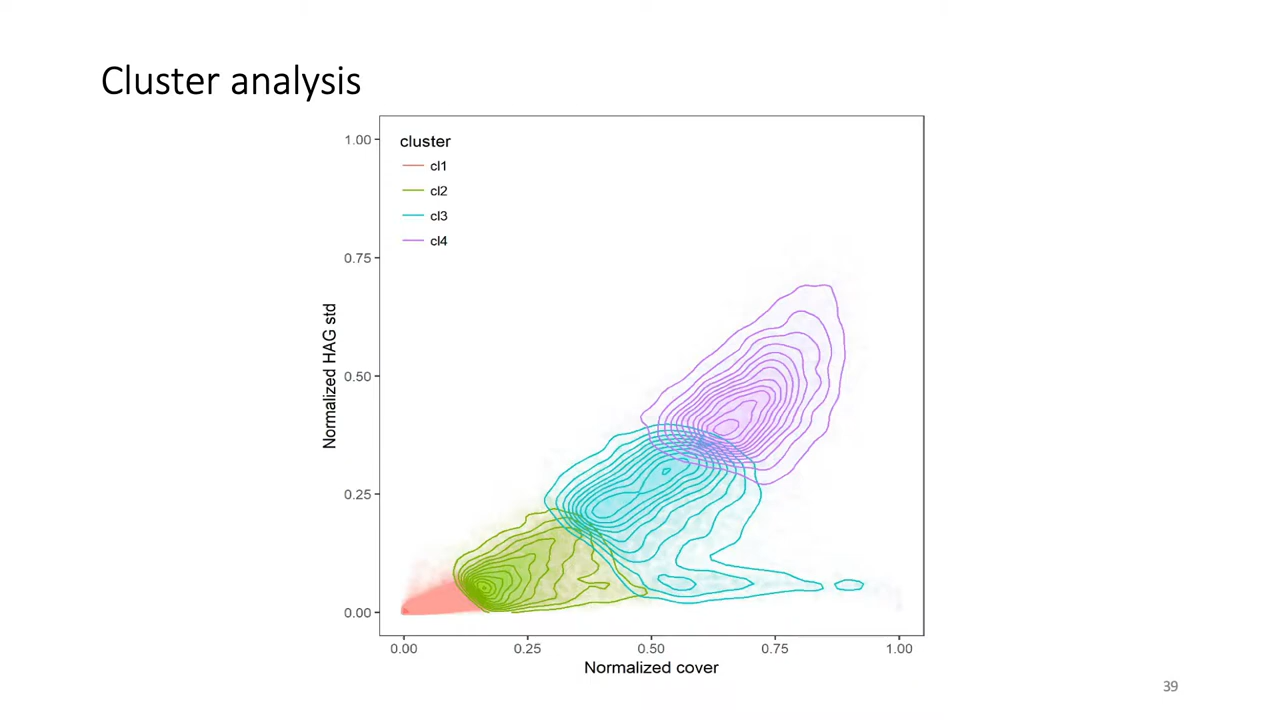 Cluster analysis
cluster
cl1
cl2
cl3
cl4
1.00
0.75
0.50
0.25
0.00
Normalized HAG std
0.00 0.25 0.50 0.75 1.00
Normalized cover
39